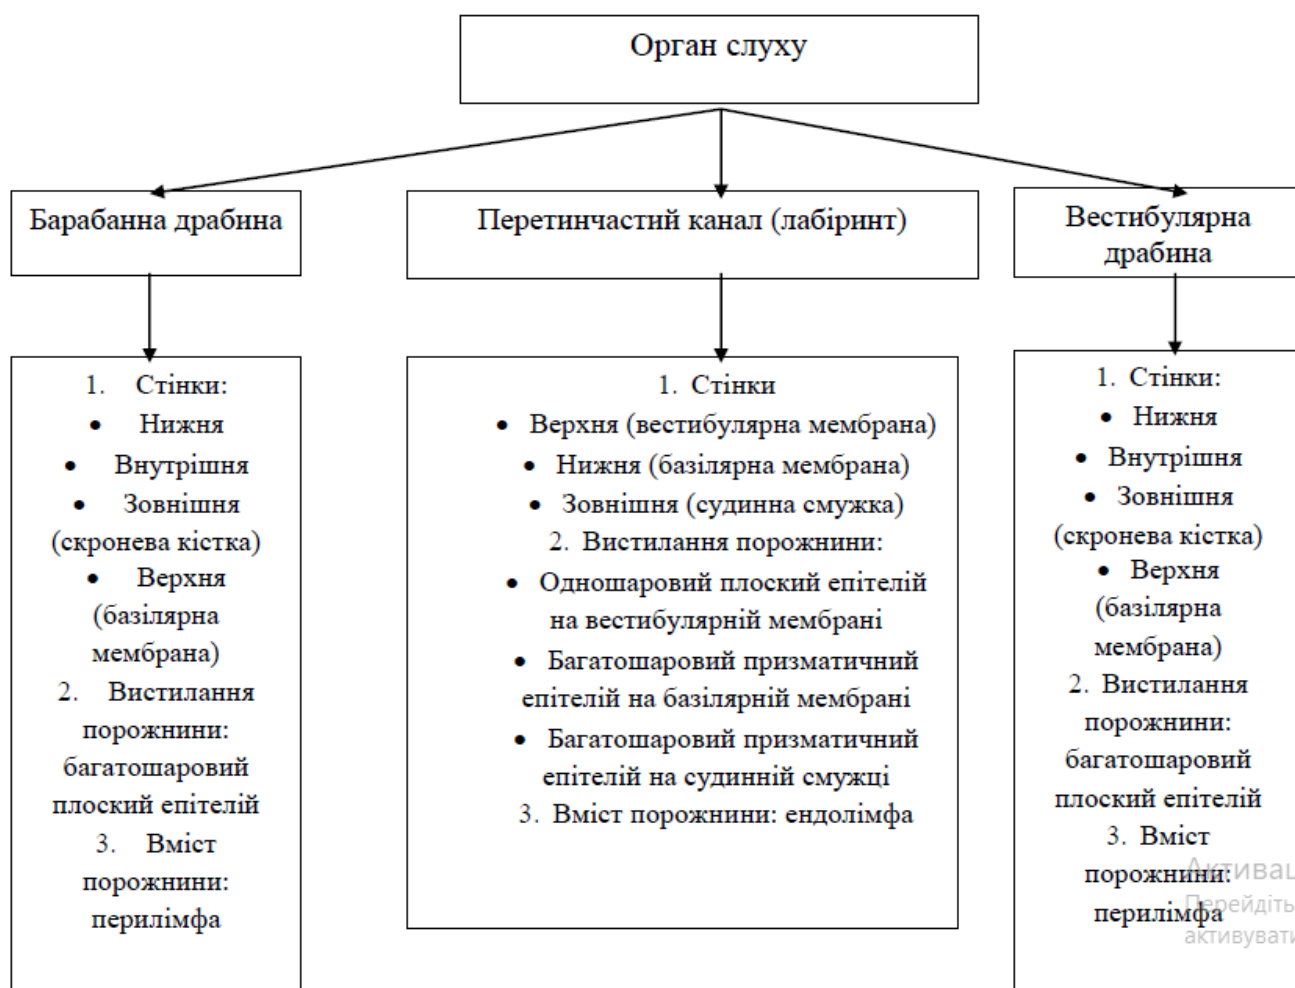 Орган слуху
Барабанна драбина
Перетинчастий канал (лабіринт)
Вестибулярна
драбина
1. Стінки:
• Нижня
• Внутрішня
• Зовнішня
(скронева кістка)
• Верхня
(базілярна
мембрана)
2. Вистилання
порожнини:
багатошаровий
плоский епітелій
3. Вміст
порожнини:
перилімфа
1. Стінки
• Верхня (вестибулярна мембрана)
• Нижня (базілярна мембрана)
• Зовнішня (судинна смужка)
2. Вистилання порожнини:
• Одношаровий плоский епітелій
на вестибулярній мембрані
• Багатошаровий призматичний
епітелій на базілярній мембрані
• Багатошаровий призматичний
епітелій на судинній смужці
3. Вміст порожнини: ендолімфа
1. Стінки:
• Нижня
• Внутрішня
• Зовнішня
(скронева кістка)
• Верхня
(базілярна
мембрана)
2. Вистилання
порожнини:
багатошаровий
плоский епітелій
3. Вміст
порожнини:
перилімфа
Активац
Перейдіть
активувати